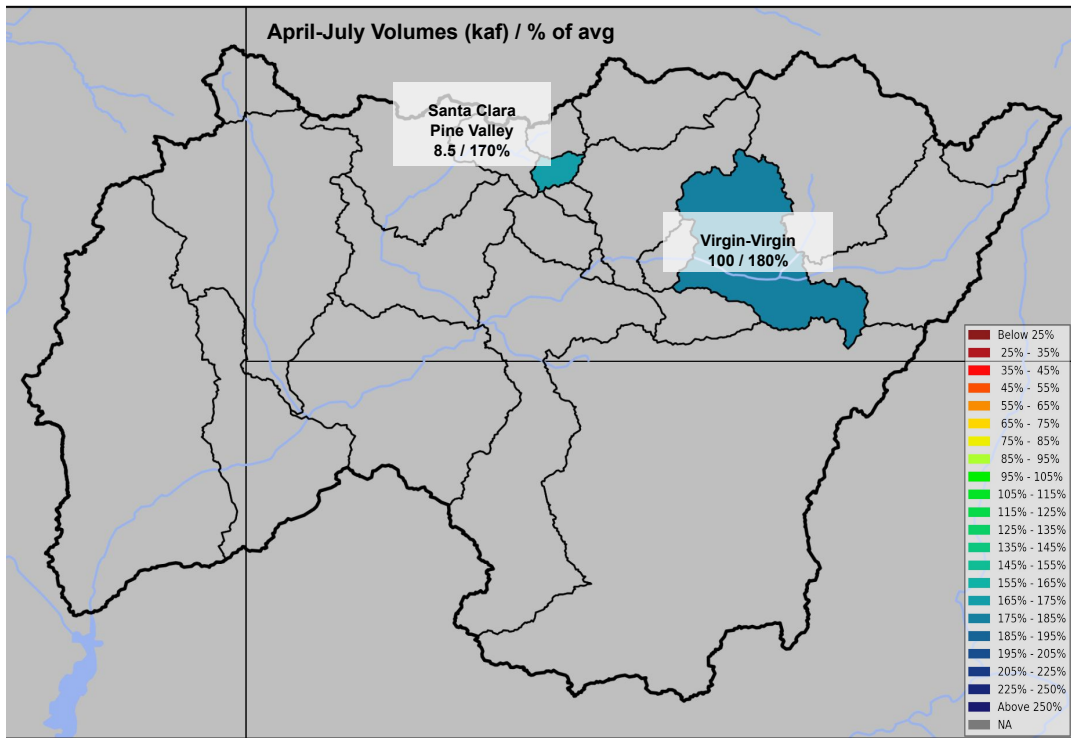 April-July Volumes (kaf) / % of avg
Santa Clara
Pine Valley
8.5 / 170%
Virgin-Virgin
100 / 180%
Below 25%
25% - 35%
35% - 45%
45% - 55%
55% - 65%
65% - 75%
75% - 85%
85% - 95%
95% - 105%
105% - 115%
115% - 125%
125% - 135%
135% - 145%
145% - 155%
155% - 165%
165% - 175%
175% - 185%
185% - 195%
195% - 205%
205% - 225%
225% - 250%
Above 250%
NA